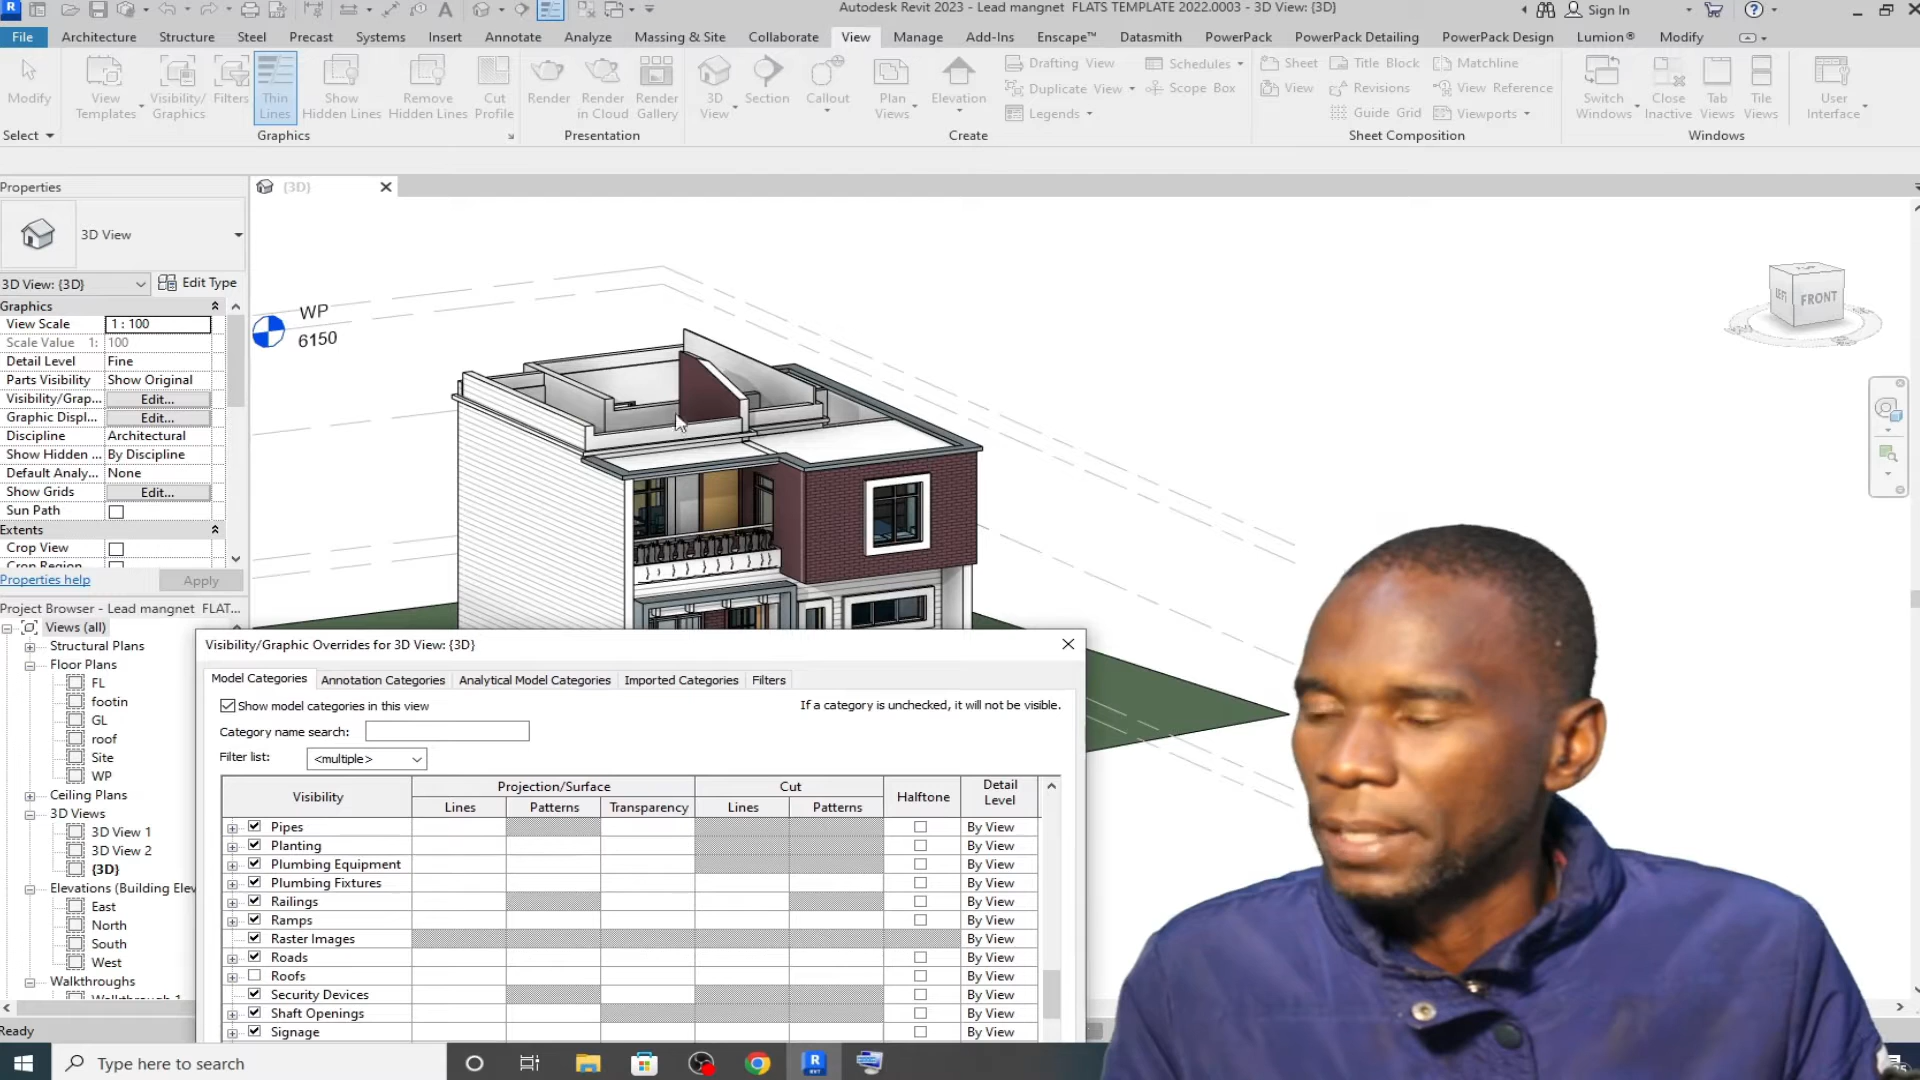 Autodesk Revit 2023 - Lead mangnet FLATS TEMPLATE 2022.0003 - 3D View: {3D}
Sign In
File Architecture Structure Steel Precast Systems Insert Annotate Analyze Massing & Site Collaborate View Manage Add-Ins Enscape™ Datasmith PowerPack PowerPack Detailing PowerPack Design Lumion® Modify
Modify
View Templates
Visibility/ Graphics
Filters
Thin Lines
Show Hidden Lines
Remove Hidden Lines
Cut Profile
Render
Render in Cloud
Render Gallery
3D View
Section
Callout
Plan Views
Elevation
Drafting View
Duplicate View
Legends
Schedules
Scope Box
Sheet
View
Title Block
Revisions
Guide Grid
Matchline
View Reference
Viewports
Switch Windows
Close Inactive
Tab Views
Tile Views
User Interface
Select
Graphics
Presentation
Create
Sheet Composition
Windows
Properties
{3D}
3D View
3D View: {3D}
Edit Type
Graphics
View Scale 1 : 100
Scale Value 1: 100
Detail Level Fine
Parts Visibility Show Original
Visibility/Grap... Edit...
Graphic Displ... Edit...
Discipline Architectural
Show Hidden ... By Discipline
Default Analy... None
Show Grids Edit...
Sun Path
Extents
Crop View
Crop Region
Properties help
Apply
WP
6150
LEFT
FRONT
Project Browser - Lead mangnet FLAT...
Views (all)
Structural Plans
Floor Plans
FL
footin
GL
roof
Site
WP
Ceiling Plans
3D Views
3D View 1
3D View 2
{3D}
Elevations (Building Elev
East
North
South
West
Walkthroughs
Walkthrough 1
Ready
Visibility/Graphic Overrides for 3D View: {3D}
Model Categories
Annotation Categories
Analytical Model Categories
Imported Categories
Filters
Show model categories in this view
If a category is unchecked, it will not be visible.
Category name search:
Filter list: <multiple>
Visibility
Projection/Surface
Cut
Halftone
Detail Level
Lines Patterns Transparency Lines Patterns
Pipes By View
Planting By View
Plumbing Equipment By View
Plumbing Fixtures By View
Railings By View
Ramps By View
Raster Images By View
Roads By View
Roofs By View
Security Devices By View
Shaft Openings By View
Signage By View
Type here to search